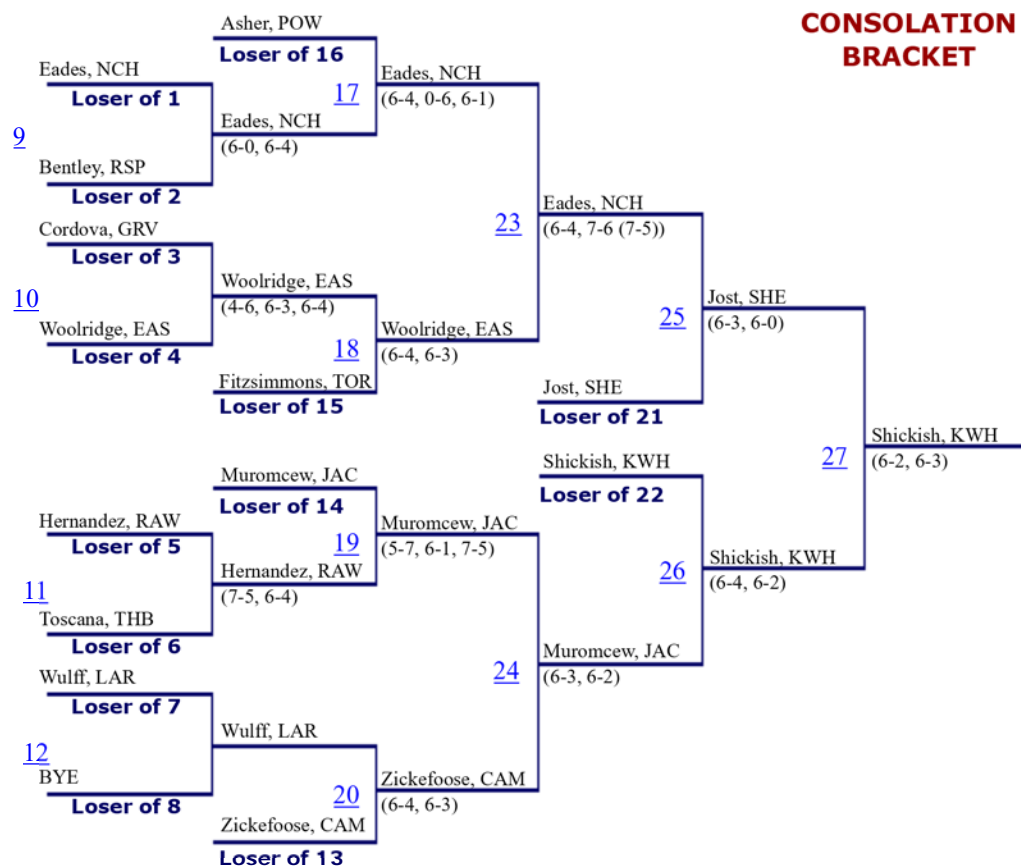 CONSOLATION
BRACKET
Asher, POW
Loser of 16
Eades, NCH
Loser of 1
17
Eades, NCH
(6-4, 0-6, 6-1)
9
Eades, NCH
(6-0, 6-4)
Bentley, RSP
Loser of 2
23
Eades, NCH
(6-4, 7-6 (7-5))
Cordova, GRV
Loser of 3
10
Woolridge, EAS
(4-6, 6-3, 6-4)
Woolridge, EAS
Loser of 4
18
Woolridge, EAS
(6-4, 6-3)
Fitzsimmons, TOR
Loser of 15
25
Jost, SHE
(6-3, 6-0)
Jost, SHE
Loser of 21
27
Shickish, KWH
(6-2, 6-3)
Shickish, KWH
Loser of 22
Muromcew, JAC
Loser of 14
Hernandez, RAW
Loser of 5
19
Muromcew, JAC
(5-7, 6-1, 7-5)
11
Hernandez, RAW
(7-5, 6-4)
26
Shickish, KWH
(6-4, 6-2)
Toscana, THB
Loser of 6
24
Muromcew, JAC
(6-3, 6-2)
Wulff, LAR
Loser of 7
12
Wulff, LAR
BYE
Loser of 8
20
Zickefoose, CAM
(6-4, 6-3)
Zickefoose, CAM
Loser of 13